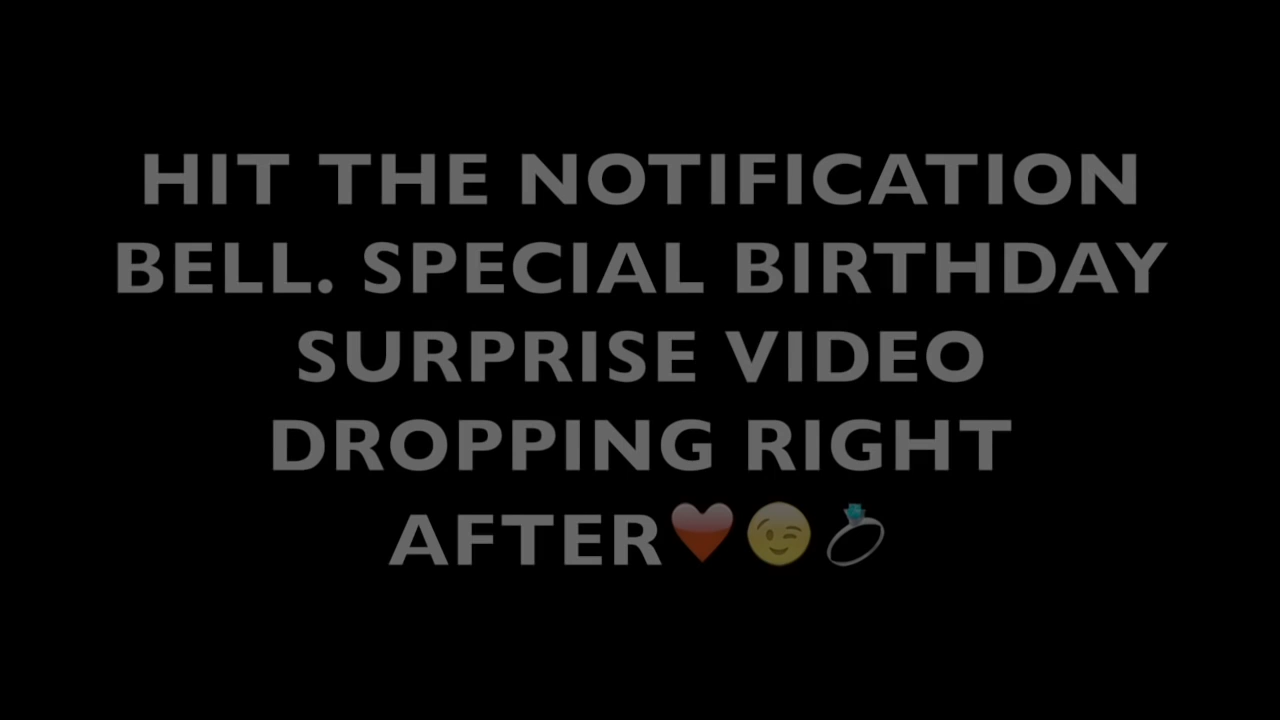 HIT THE NOTIFICATION
BELL. SPECIAL BIRTHDAY
SURPRISE VIDEO
DROPPING RIGHT
AFTER❤️😉💍